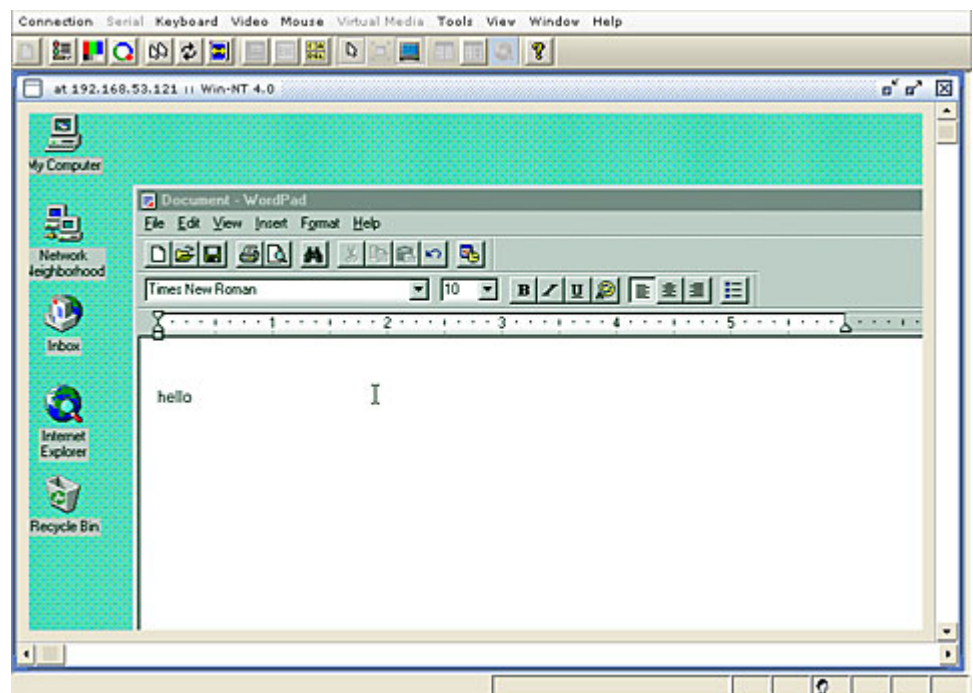 Connection Serial Keyboard Video Mouse Virtual Media Tools View Window Help
at 192.168.53.121 :: Win-NT 4.0
My Computer
Document - WordPad
File Edit View Insert Format Help
Network
Neighborhood
Times New Roman 10 B I U
1 2 3 4 5
Inbox
hello
Internet
Explorer
Recycle Bin